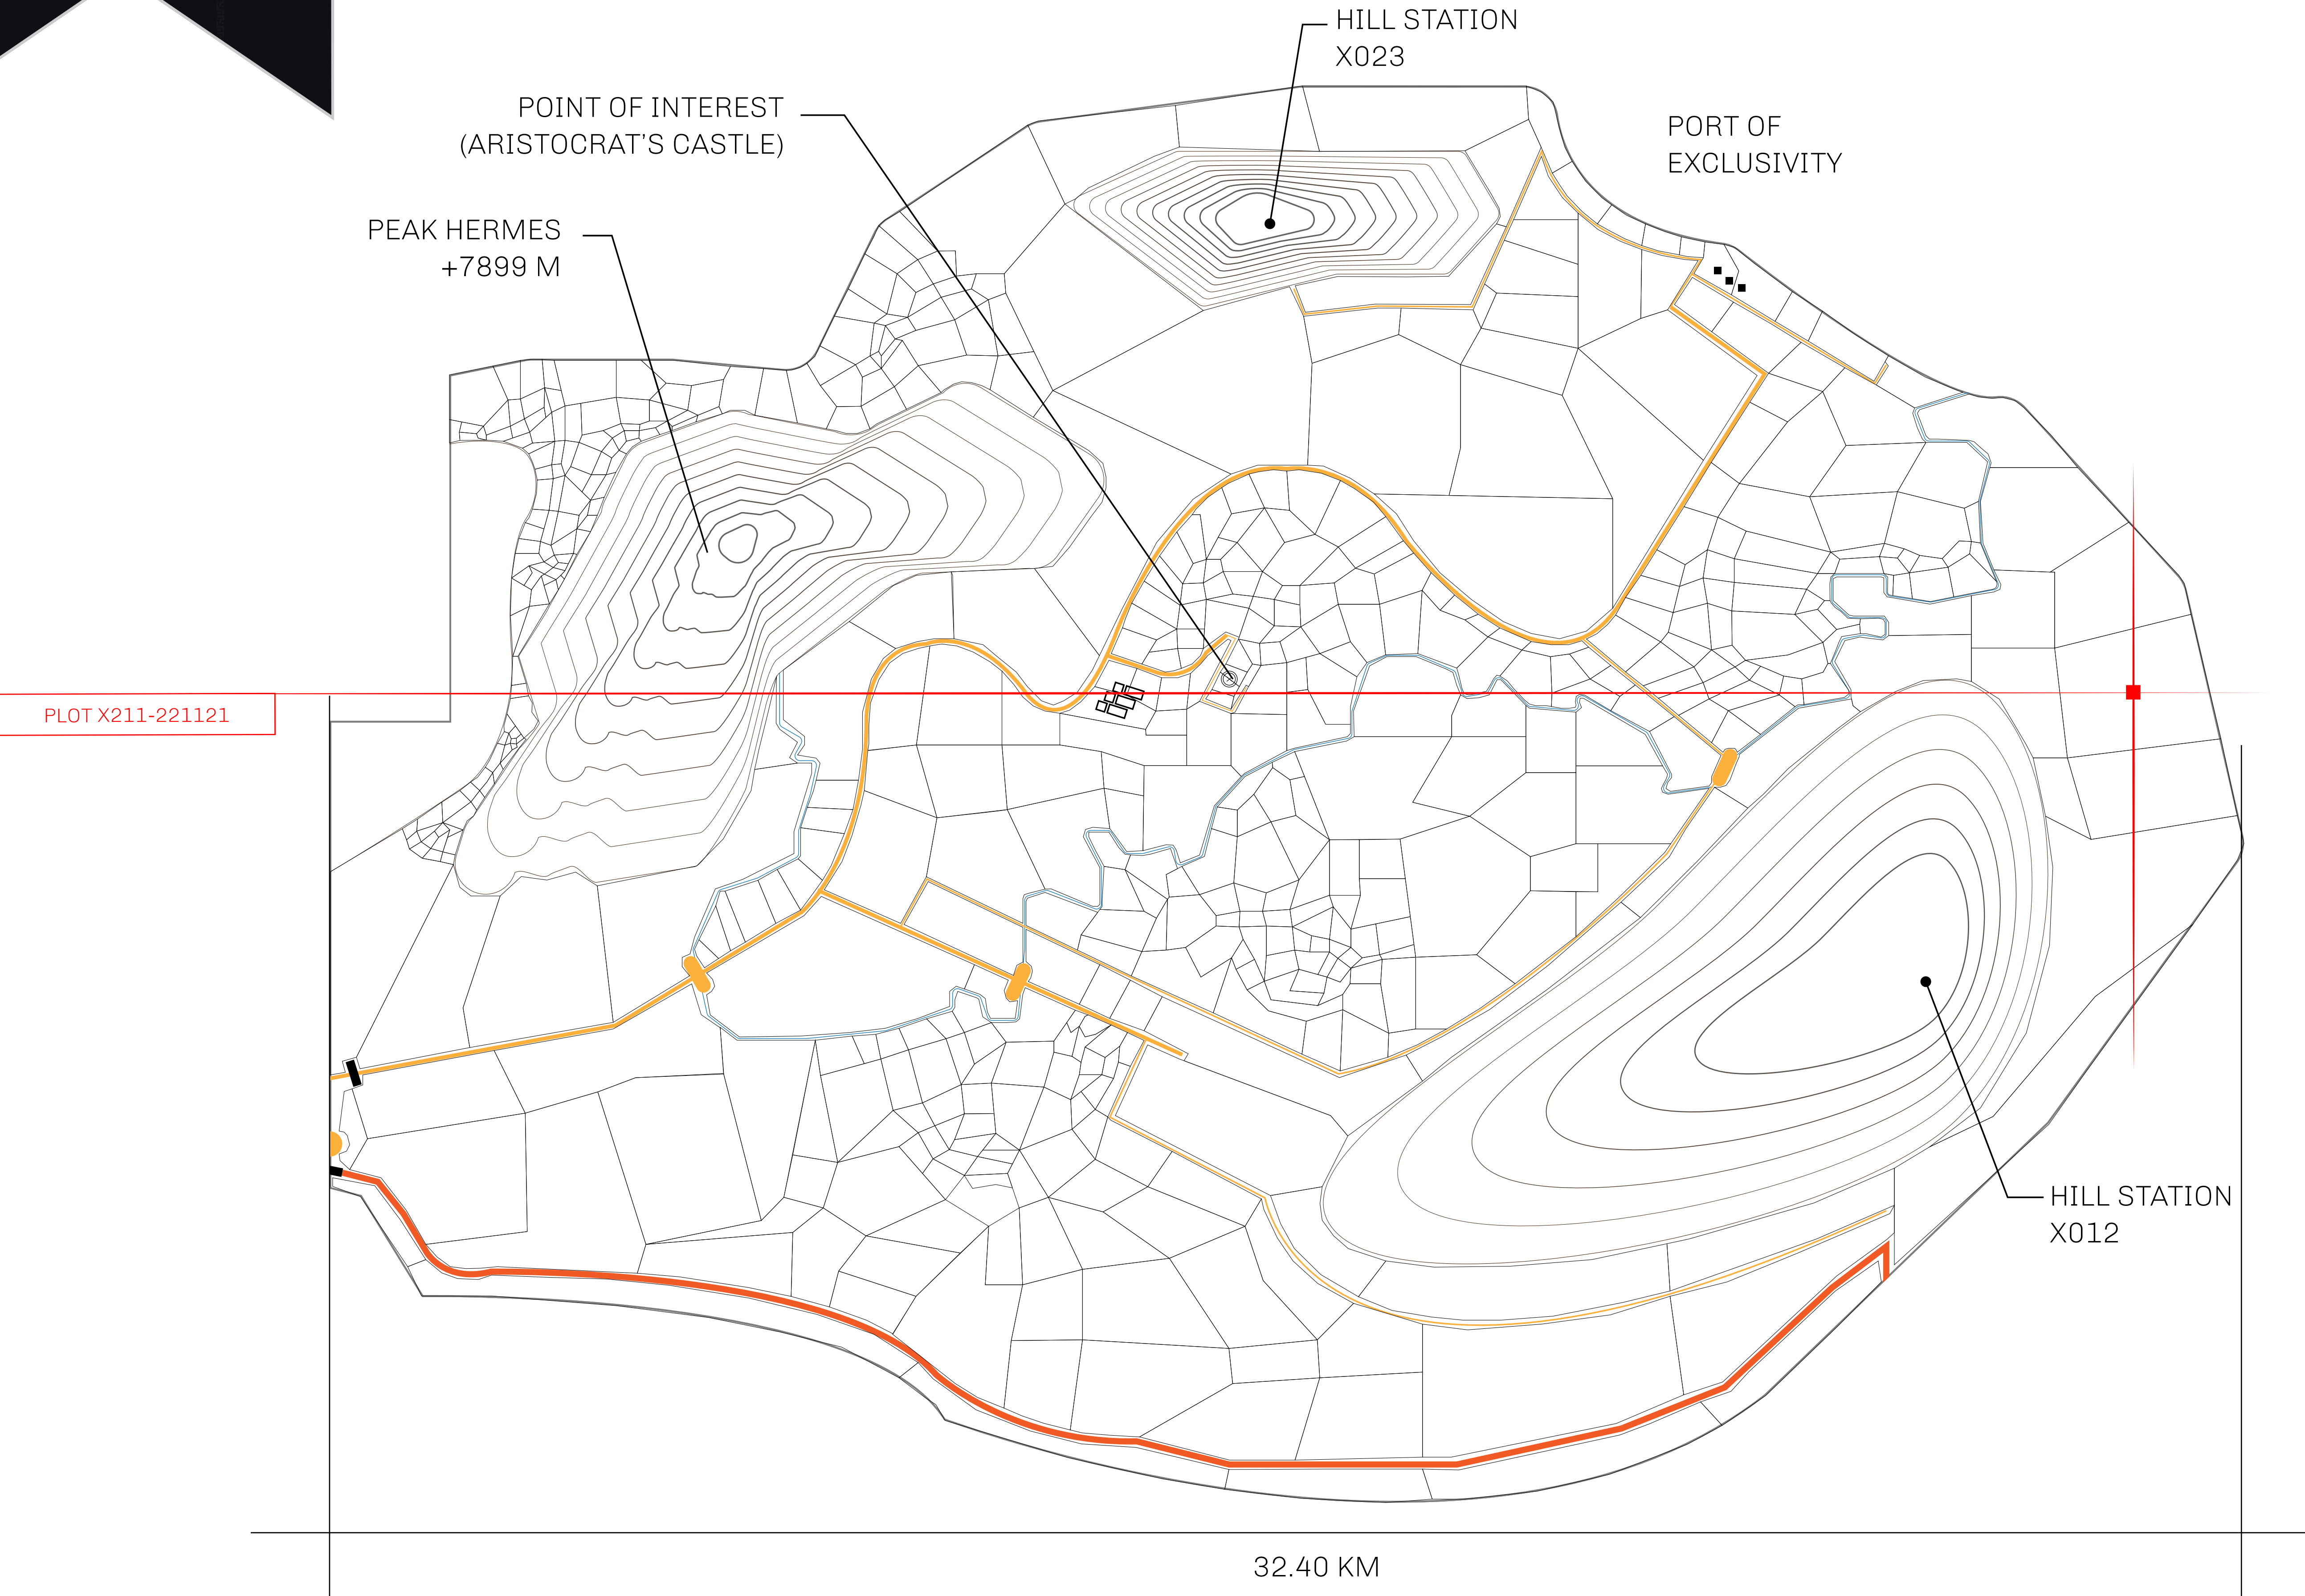 HILL STATION
X023
POINT OF INTEREST
(ARISTOCRAT'S CASTLE)
PORT OF
EXCLUSIVITY
PEAK HERMES
+7899 M
PLOT X211-221121
HILL STATION
X012
32.40 KM